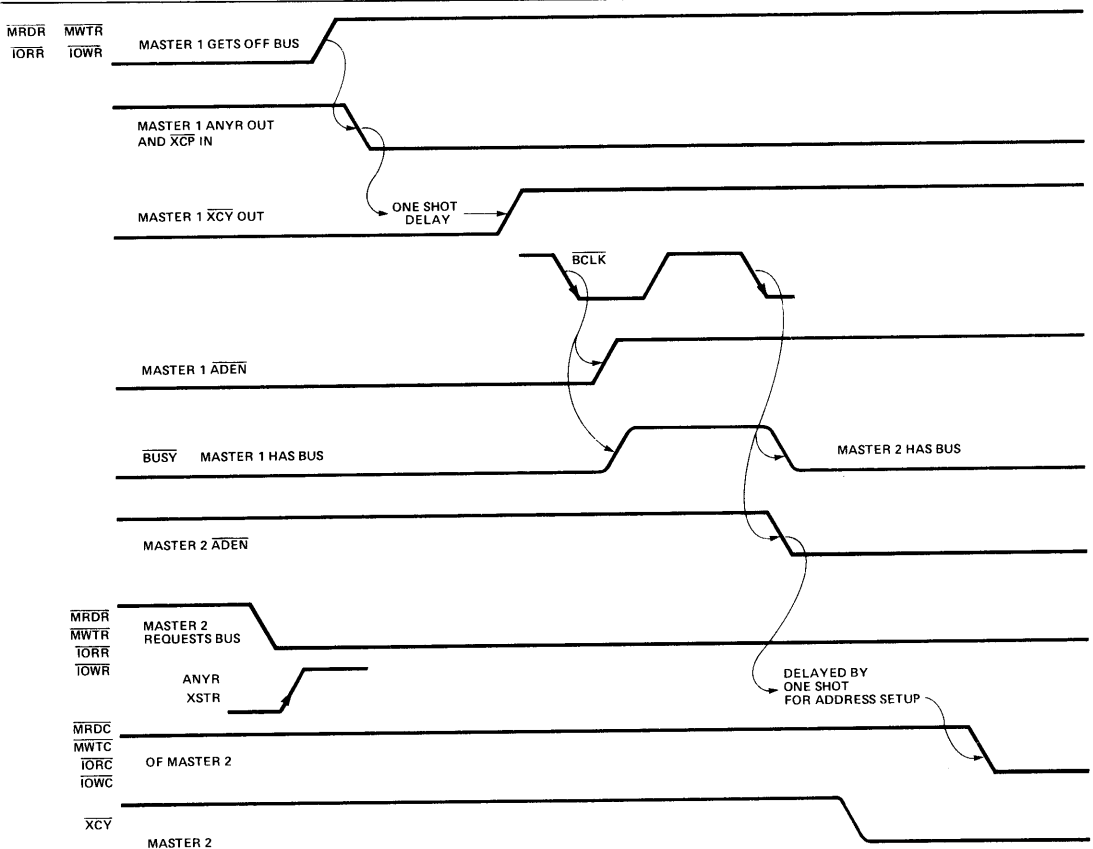 MRDR MWTR
IORR IOWR
MASTER 1 GETS OFF BUS
MASTER 1 ANYR OUT
AND XCP IN
MASTER 1 XCY OUT
ONE SHOT
DELAY
BCLK
MASTER 1 ADEN
BUSY MASTER 1 HAS BUS
MASTER 2 HAS BUS
MASTER 2 ADEN
MRDR
MWTR
IORR
IOWR
MASTER 2
REQUESTS BUS
ANYR
XSTR
DELAYED BY
ONE SHOT
FOR ADDRESS SETUP
MRDC
MWTC
IORC
IOWC
OF MASTER 2
XCY
MASTER 2